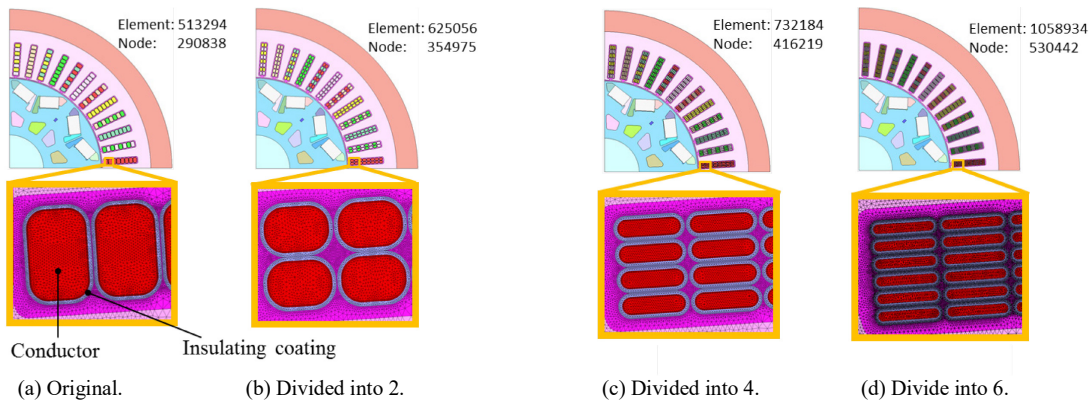 Element: 513294
Node: 290838
Element: 625056
Node: 354975
Element: 732184
Node: 416219
Element: 1058934
Node: 530442
Conductor
Insulating coating
(a) Original.
(b) Divided into 2.
(c) Divided into 4.
(d) Divide into 6.